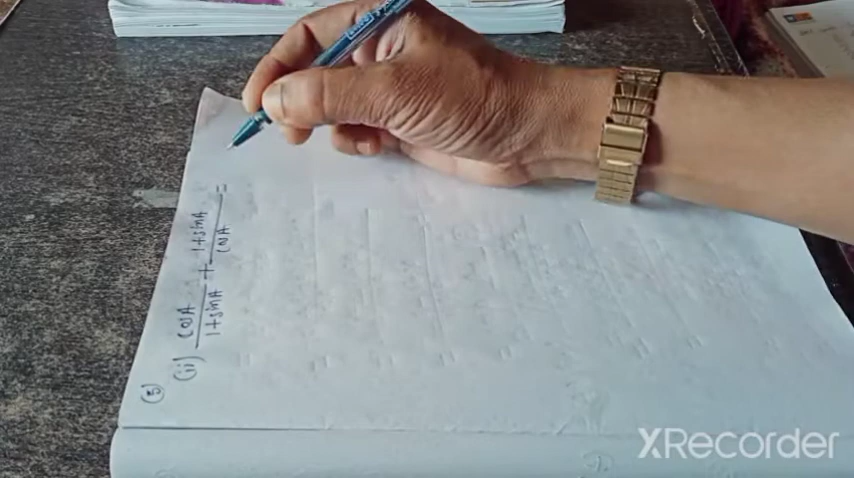 (5)
(ii) cosA/1+sinA + 1+sinA/cosA =
XRecorder